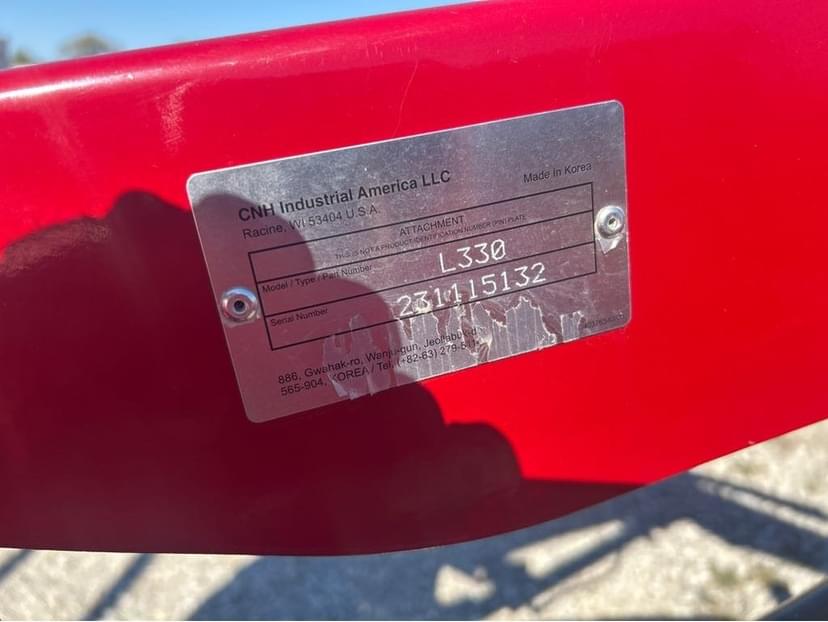 CNH Industrial America LLC
Racine, WI 53404 U.S.A.
Made In Korea
ATTACHMENT
THIS IS NOT A PRODUCT IDENTIFICATION NUMBER (PIN) PLATE
Model / Type / Part Number L330
Serial Number 231115132
886, Gwahak-ro, Wanju-gun, Jeollabuk-d
565-904, KOREA / Tel. (+82-63) 279-811